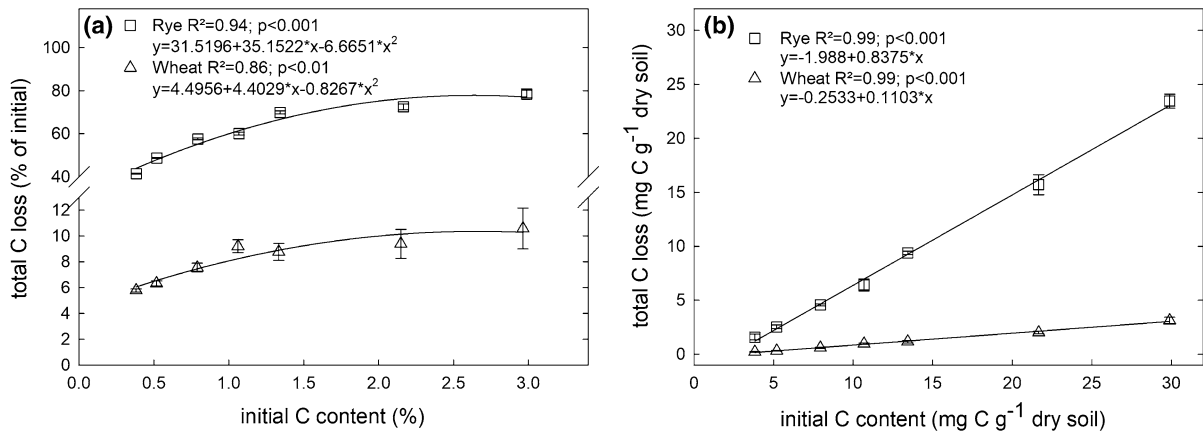 (a)
Rye R²=0.94; p<0.001
y=31.5196+35.1522*x-6.6651*x²
Wheat R²=0.86; p<0.01
y=4.4956+4.4029*x-0.8267*x²
total C loss (% of initial)
100
80
60
40
12
10
8
6
4
2
0
0.0 0.5 1.0 1.5 2.0 2.5 3.0
initial C content (%)
(b)
Rye R²=0.99; p<0.001
y=-1.988+0.8375*x
Wheat R²=0.99; p<0.001
y=-0.2533+0.1103*x
total C loss (mg C g⁻¹ dry soil)
30
25
20
15
10
5
0
0 5 10 15 20 25 30
initial C content (mg C g⁻¹ dry soil)